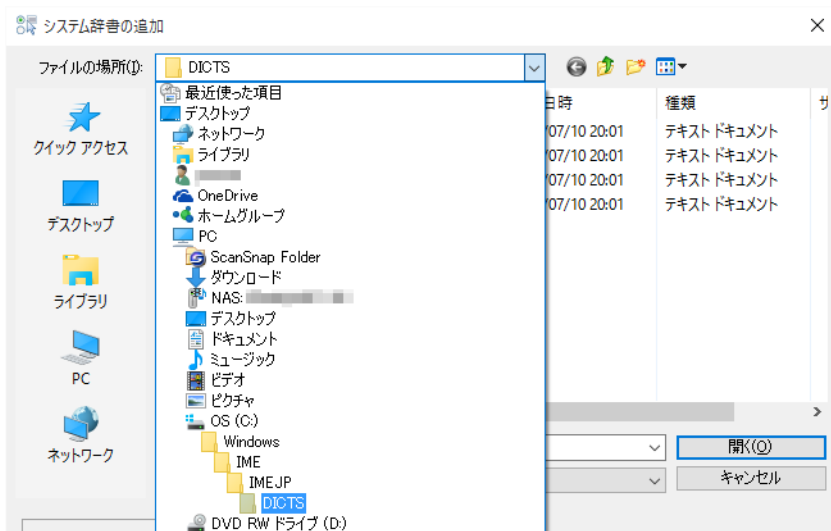 システム辞書の追加
ファイルの場所(I):
DICTS
最近使った項目
デスクトップ
ネットワーク
ライブラリ
OneDrive
ホームグループ
PC
ScanSnap Folder
ダウンロード
NAS:
デスクトップ
ドキュメント
ミュージック
ビデオ
ピクチャ
OS (C:)
Windows
IME
IMEJP
DICTS
DVD RW ドライブ (D:)
クイック アクセス
デスクトップ
ライブラリ
PC
ネットワーク
日時 種類
/07/10 20:01 テキスト ドキュメント
/07/10 20:01 テキスト ドキュメント
/07/10 20:01 テキスト ドキュメント
/07/10 20:01 テキスト ドキュメント
開く(O)
キャンセル